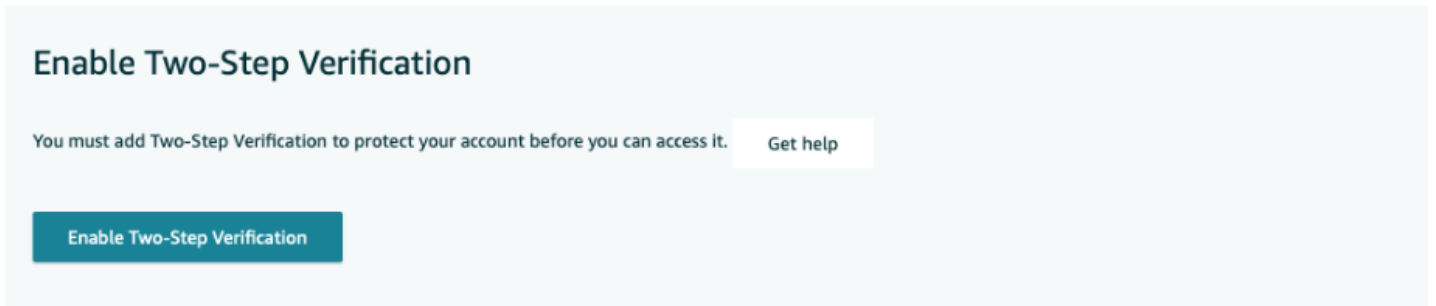 Enable Two-Step Verification
You must add Two-Step Verification to protect your account before you can access it. Get help
Enable Two-Step Verification